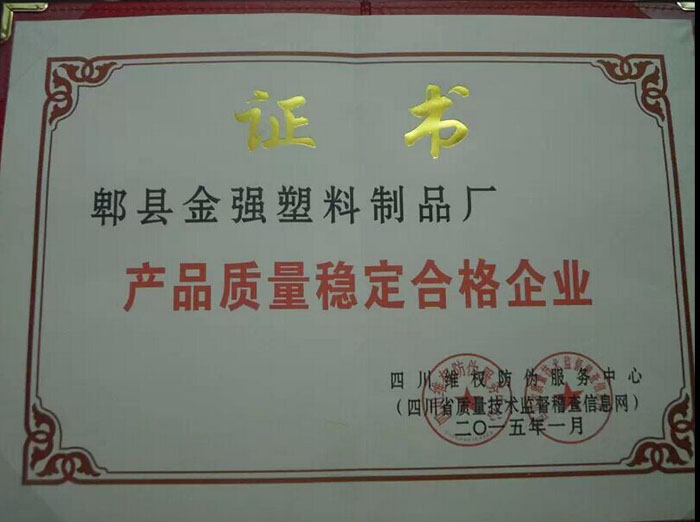 证书
郫县金强塑料制品厂
产品质量稳定合格企业
四川维权防伪服务中心
（四川省质量技术监督稽查信息网）
二〇一五年一月